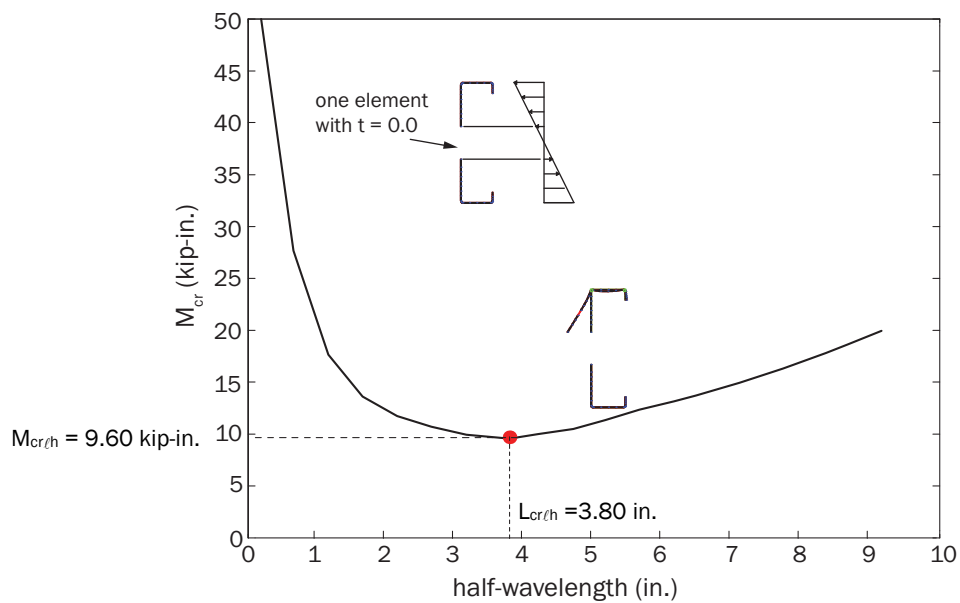 50
45
40
35
30
25
20
15
10
5
0
M_cr (kip-in.)
one element
with t = 0.0
M_crℓh = 9.60 kip-in.
L_crℓh =3.80 in.
0 1 2 3 4 5 6 7 8 9 10
half-wavelength (in.)